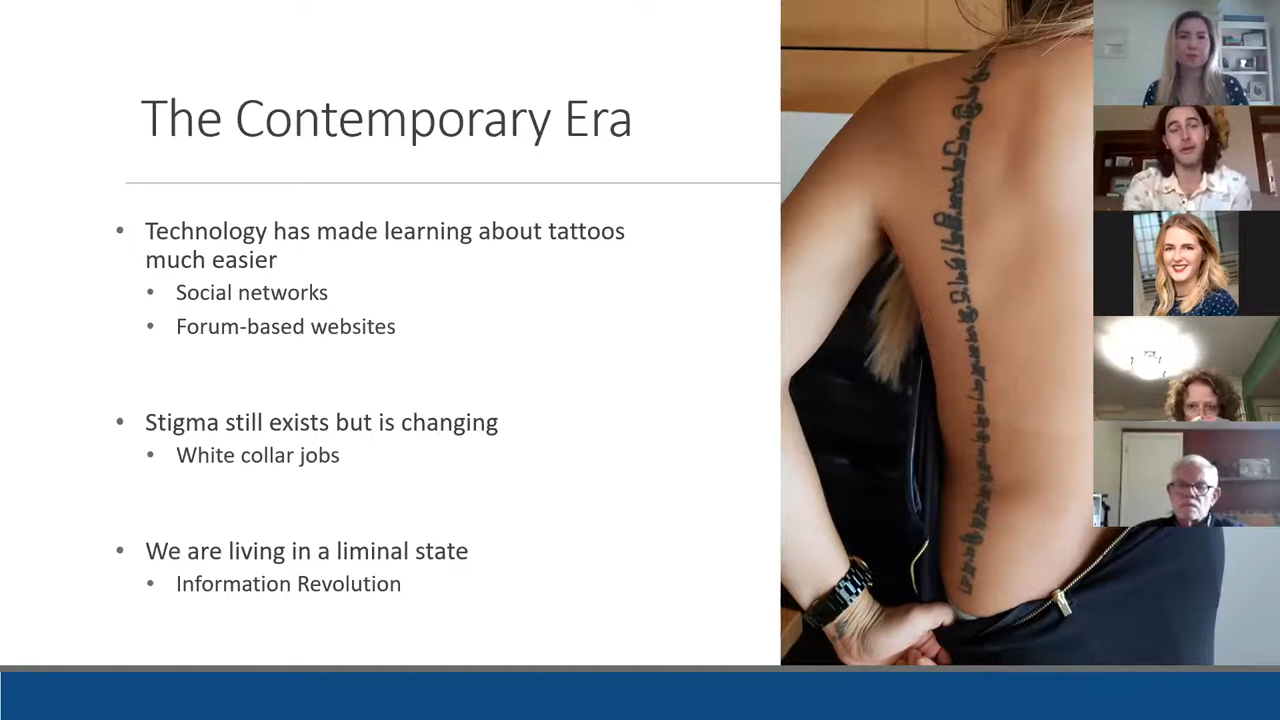 The Contemporary Era
• Technology has made learning about tattoos
much easier
• Social networks
• Forum-based websites
• Stigma still exists but is changing
• White collar jobs
• We are living in a liminal state
• Information Revolution